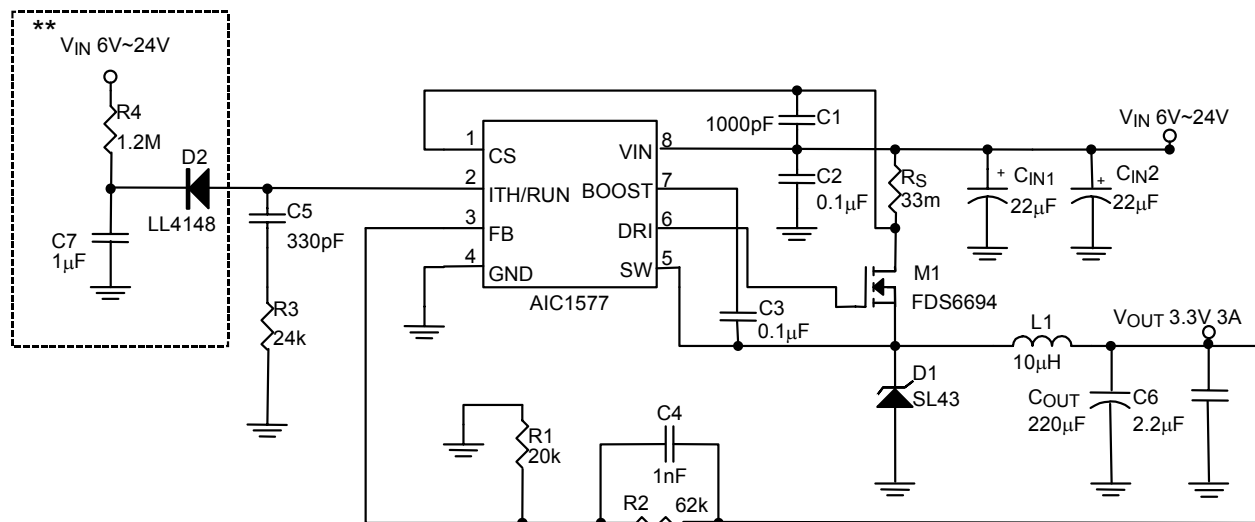 **
VIN 6V~24V
R4
1.2M
D2
LL4148
C7
1μF
C5
330pF
R3
24k
1
CS
2
ITH/RUN
3
FB
4
GND
VIN
8
BOOST
7
DRI
6
SW
5
AIC1577
1000pF
C1
C2
0.1μF
RS
33m
VIN 6V~24V
+
CIN1
22μF
+
CIN2
22μF
M1
FDS6694
C3
0.1μF
L1
10μH
VOUT 3.3V 3A
D1
SL43
COUT
220μF
C6
2.2μF
R1
20k
C4
1nF
R2
62k